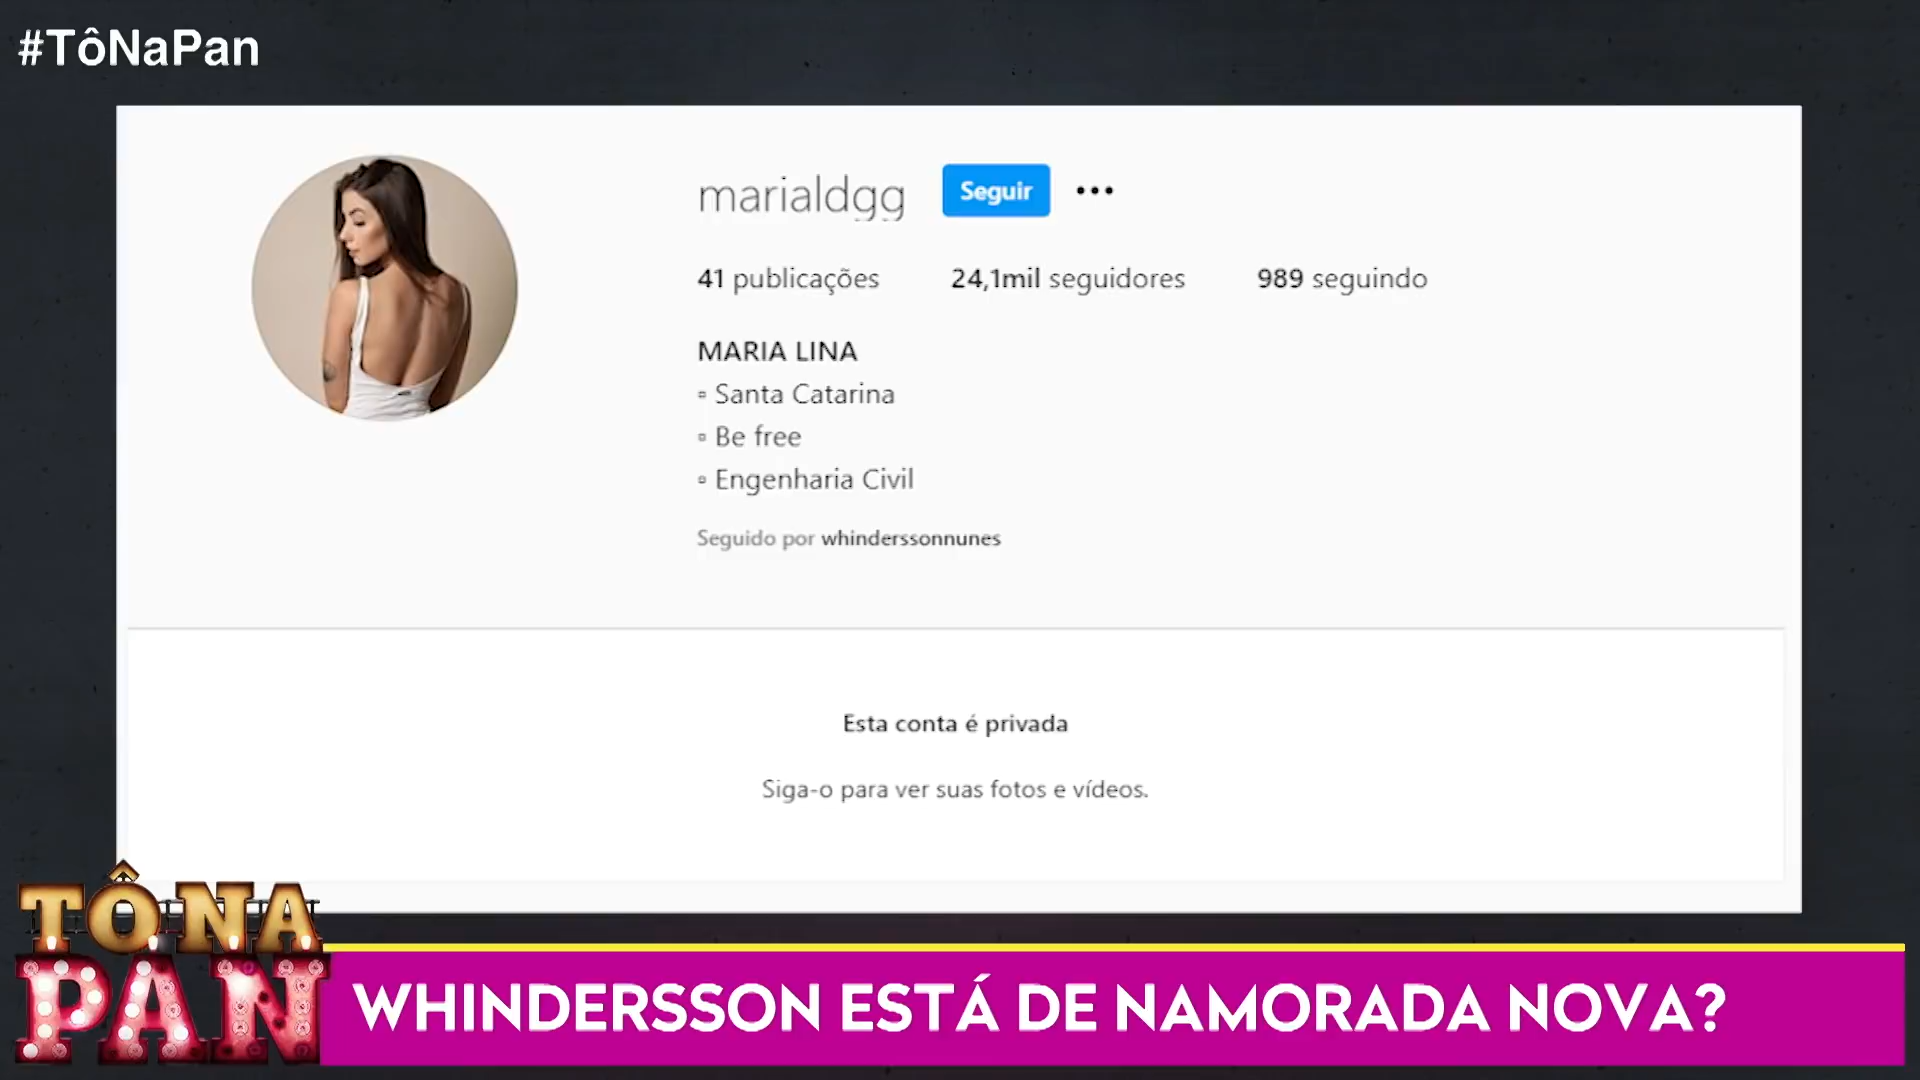 #TôNaPan
marialdgg Seguir
41 publicações 24,1mil seguidores 989 seguindo
MARIA LINA
▫ Santa Catarina
▫ Be free
▫ Engenharia Civil
Seguido por whinderssonnunes
Esta conta é privada
Siga-o para ver suas fotos e vídeos.
TÔ NA
PAN
WHINDERSSON ESTÁ DE NAMORADA NOVA?